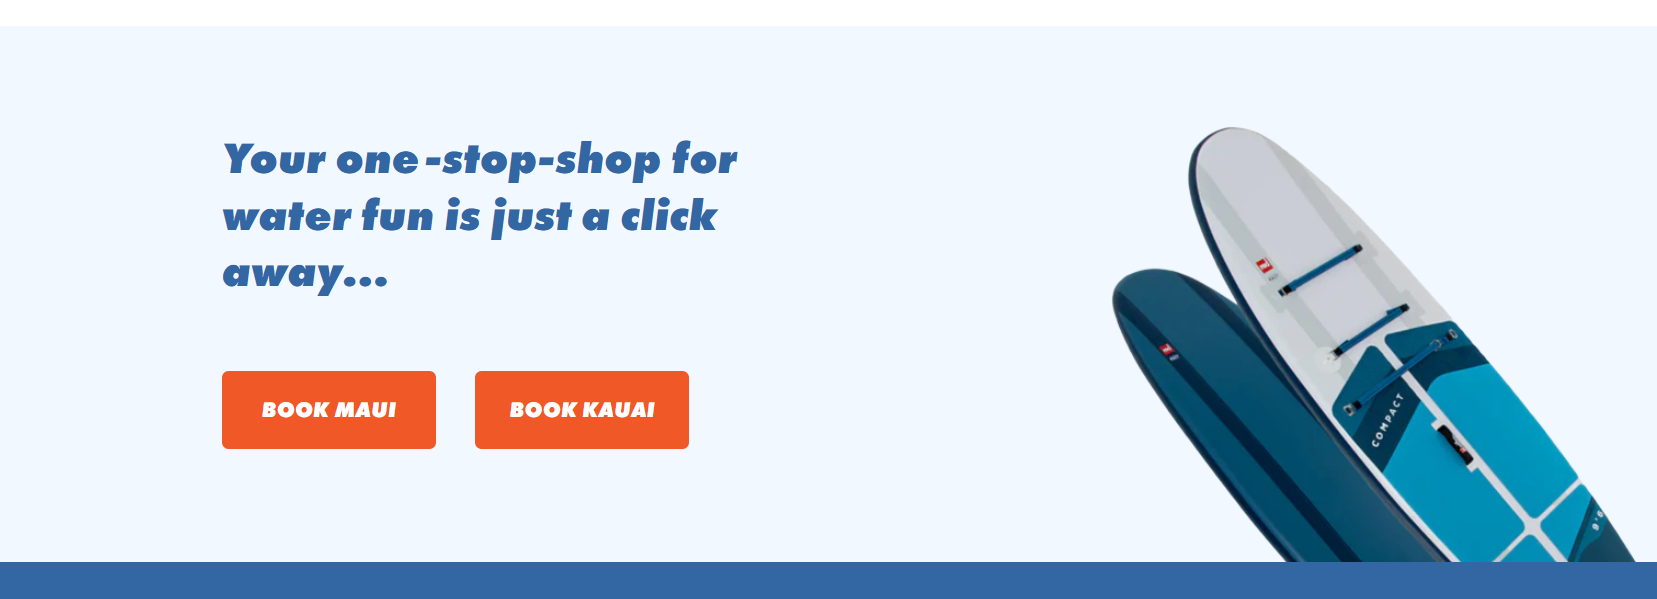 Your one-stop-shop for
water fun is just a click
away...
BOOK MAUI
BOOK KAUAI
COMPACT